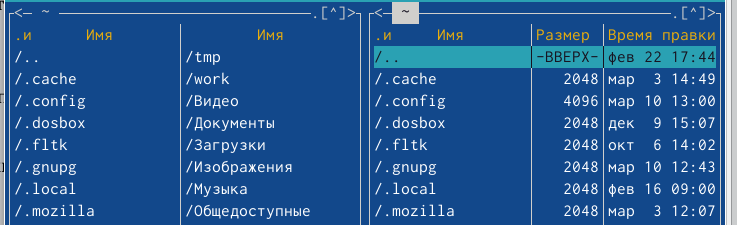 <— ~ .[^]> <— ~ .[^]>
.и Имя Имя .и Имя Размер Время правки
/.. /tmp /.. -ВВЕРХ- фев 22 17:44
/.cache /work /.cache 2048 мар 3 14:49
/.config /Видео /.config 4096 мар 10 13:00
/.dosbox /Документы /.dosbox 2048 дек 9 15:07
/.fltk /Загрузки /.fltk 2048 окт 6 14:02
/.gnupg /Изображения /.gnupg 2048 мар 10 12:43
/.local /Музыка /.local 2048 фев 16 09:00
/.mozilla /Общедоступные /.mozilla 2048 мар 3 12:07